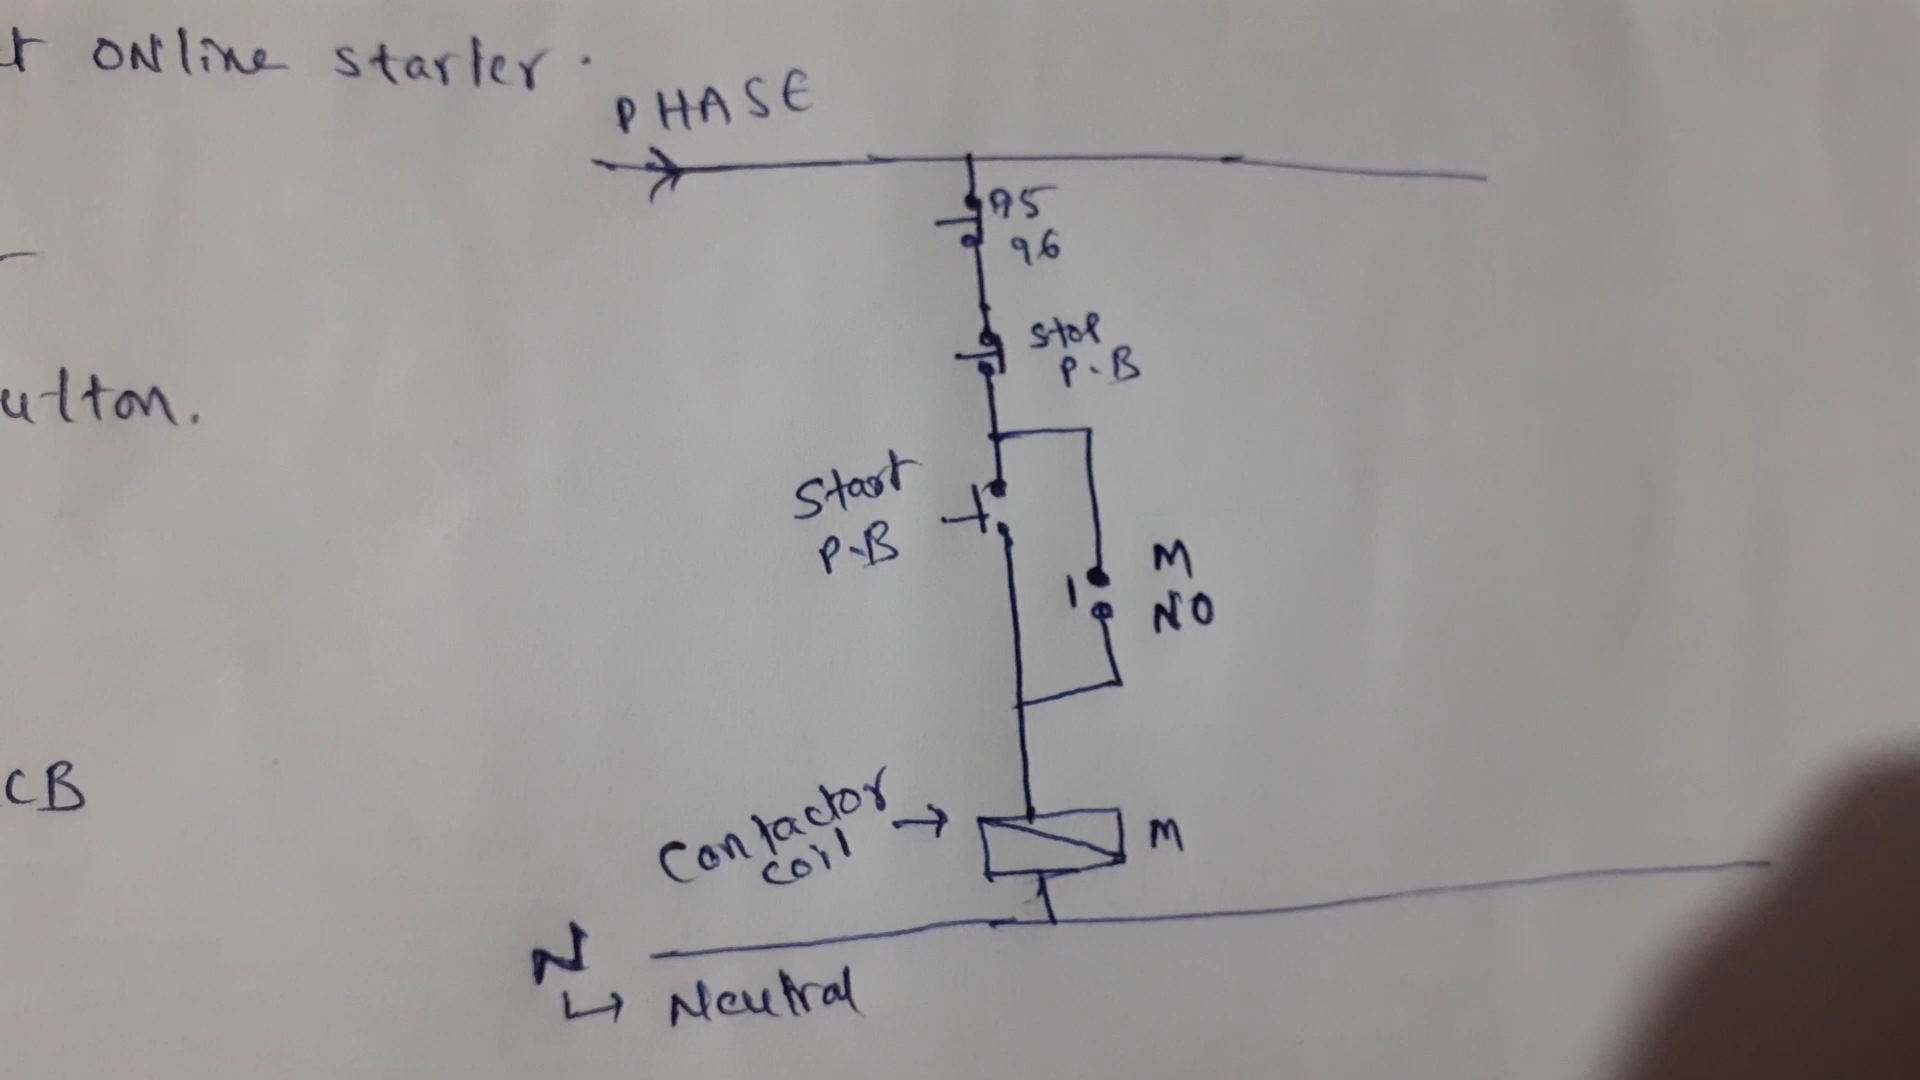 t ONline starter.
PHASE
95
96
stop
P-B
utton.
Start
P-B
M
NO
CB
Contactor
coil
M
N
Neutral